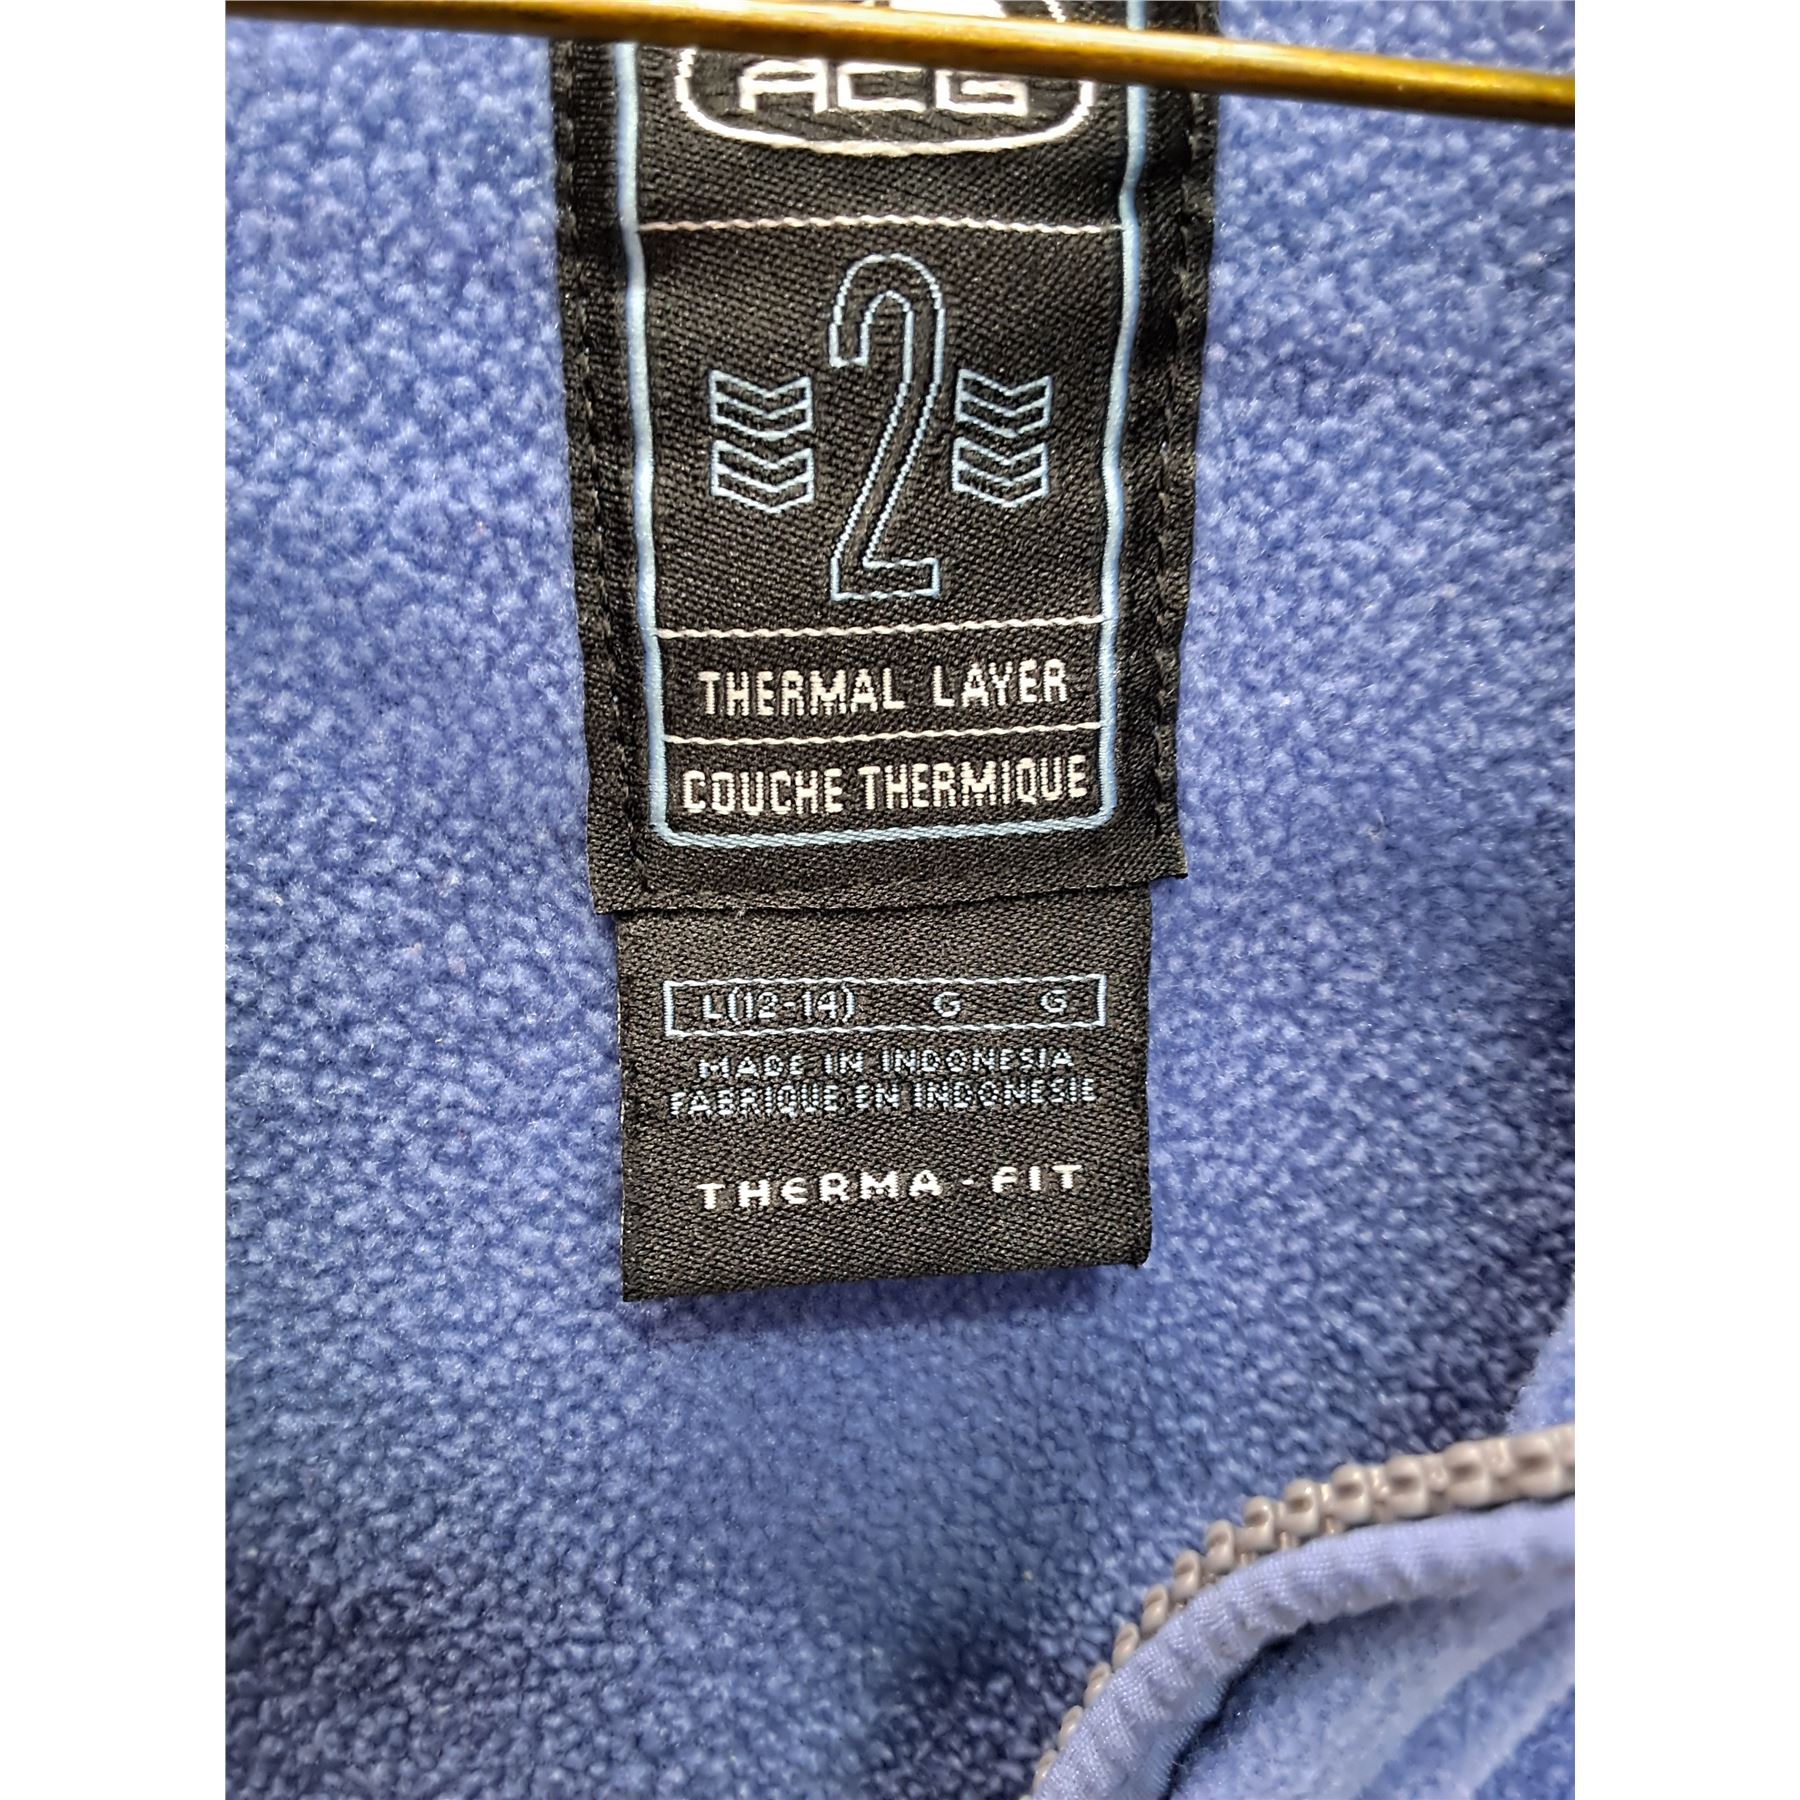 ACG
2
THERMAL LAYER
COUCHE THERMIQUE
L(12-14) G G
MADE IN INDONESIA
FABRIQUE EN INDONESIE
THERMA-FIT